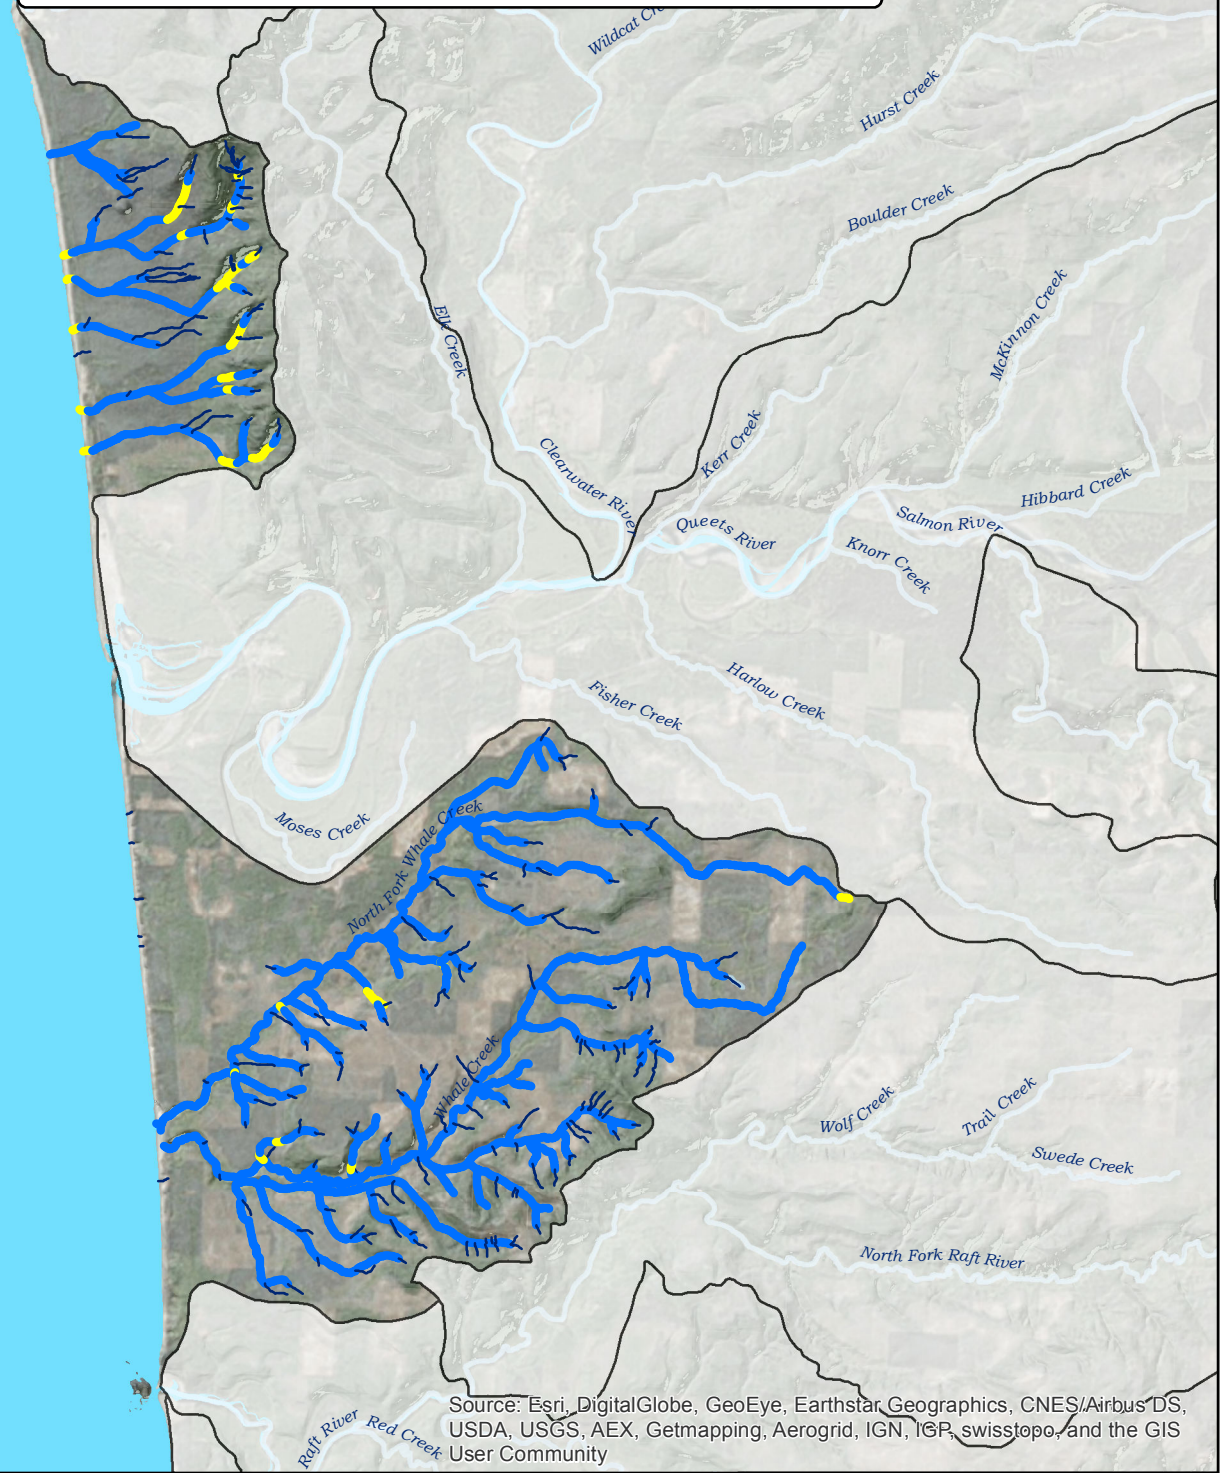 Wildcat
Hurst Creek
Boulder Creek
McKinnon Creek
Elk Creek
Kerr Creek
Clearwater River
Hibbard Creek
Queets River
Salmon River
Knorr Creek
Harlow Creek
Fisher Creek
Moses Creek
North Fork Whale Creek
Whale Creek
Wolf Creek
Trail Creek
Swede Creek
North Fork Raft River
Raft River
Red Creek
Source: Esri, DigitalGlobe, GeoEye, Earthstar Geographics, CNES/Airbus DS,
USDA, USGS, AEX, Getmapping, Aerogrid, IGN, IGP, swisstopo, and the GIS
User Community